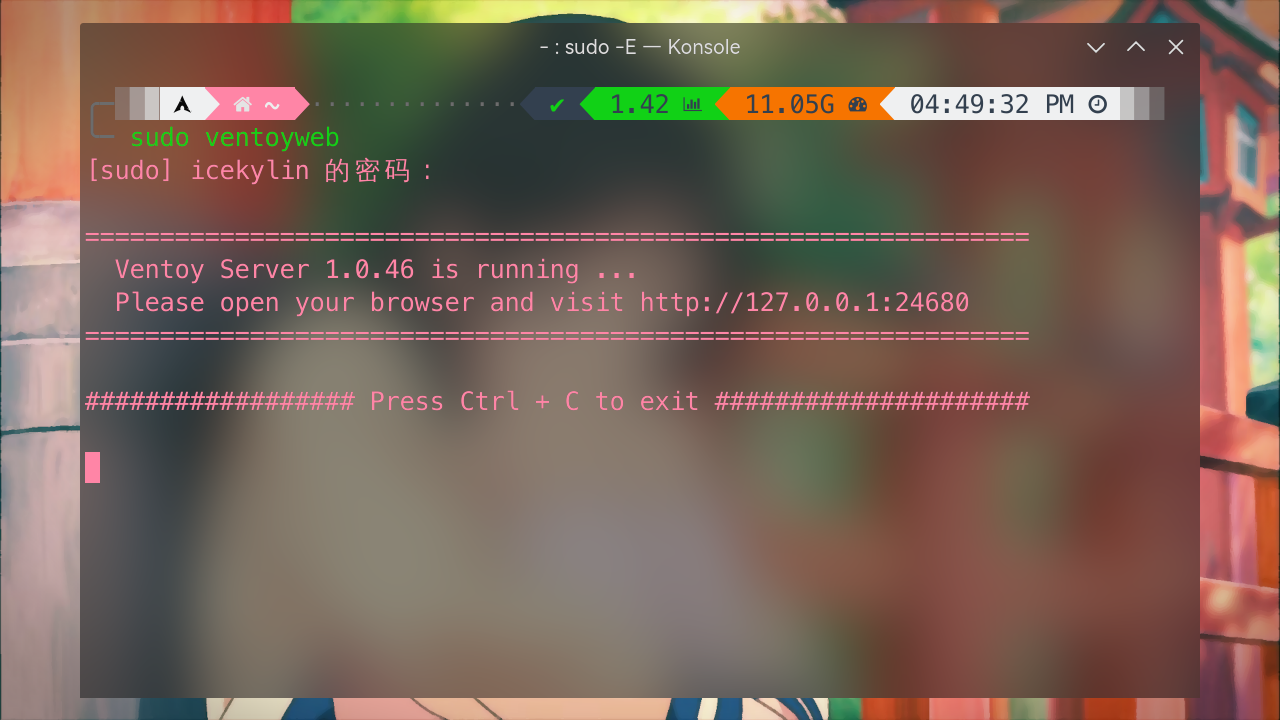 - : sudo -E — Konsole
~ ·············· ✔ 1.42 11.05G 04:49:32 PM
sudo ventoyweb
[sudo] icekylin 的密码：
===============================================================
Ventoy Server 1.0.46 is running ...
Please open your browser and visit http://127.0.0.1:24680
===============================================================
################## Press Ctrl + C to exit #####################